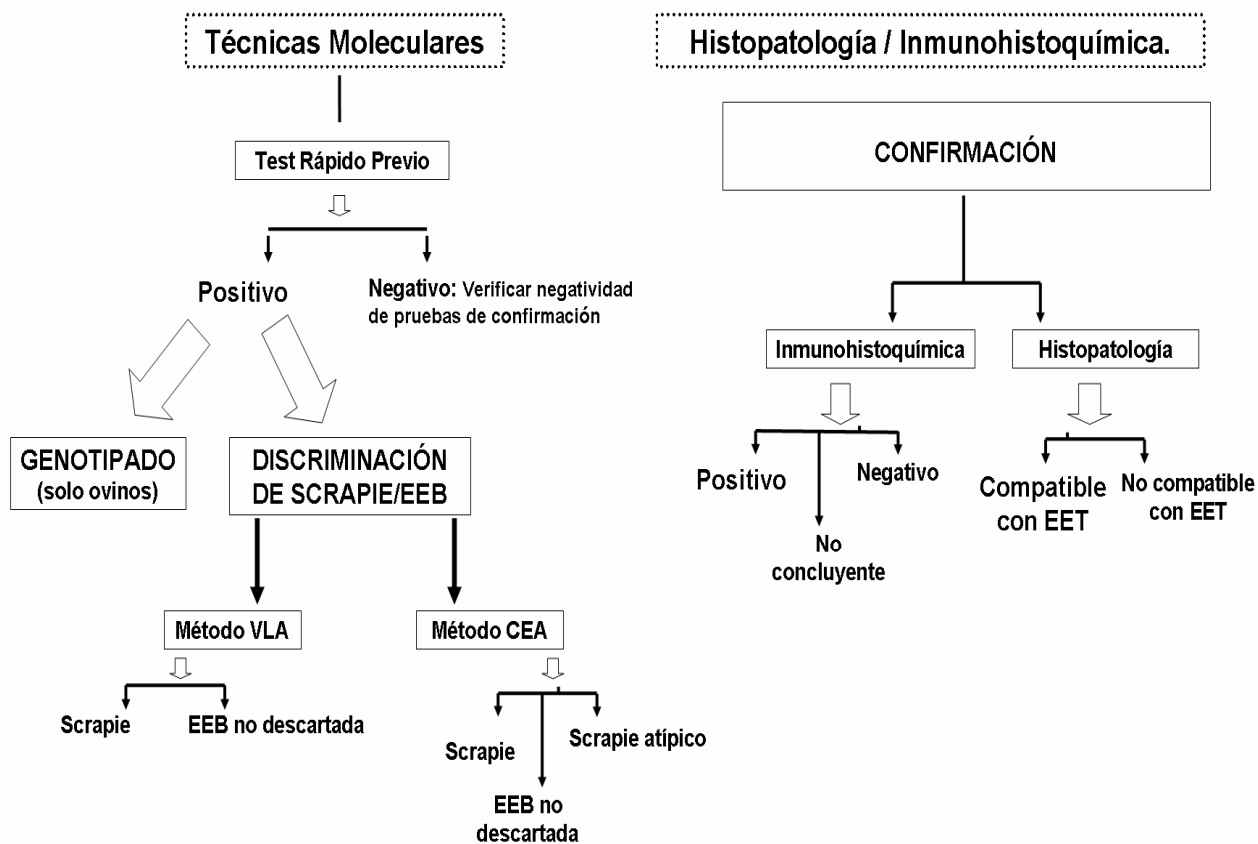 Técnicas Moleculares
Test Rápido Previo
Positivo
Negativo: Verificar negatividad
de pruebas de confirmación
GENOTIPADO
(solo ovinos)
DISCRIMINACIÓN
DE SCRAPIE/EEB
Método VLA
Método CEA
Scrapie
EEB no descartada
Scrapie
Scrapie atípico
EEB no
descartada
Histopatología / Inmunohistoquímica.
CONFIRMACIÓN
Inmunohistoquímica
Histopatología
Positivo
Negativo
No
concluyente
Compatible
con EET
No compatible
con EET